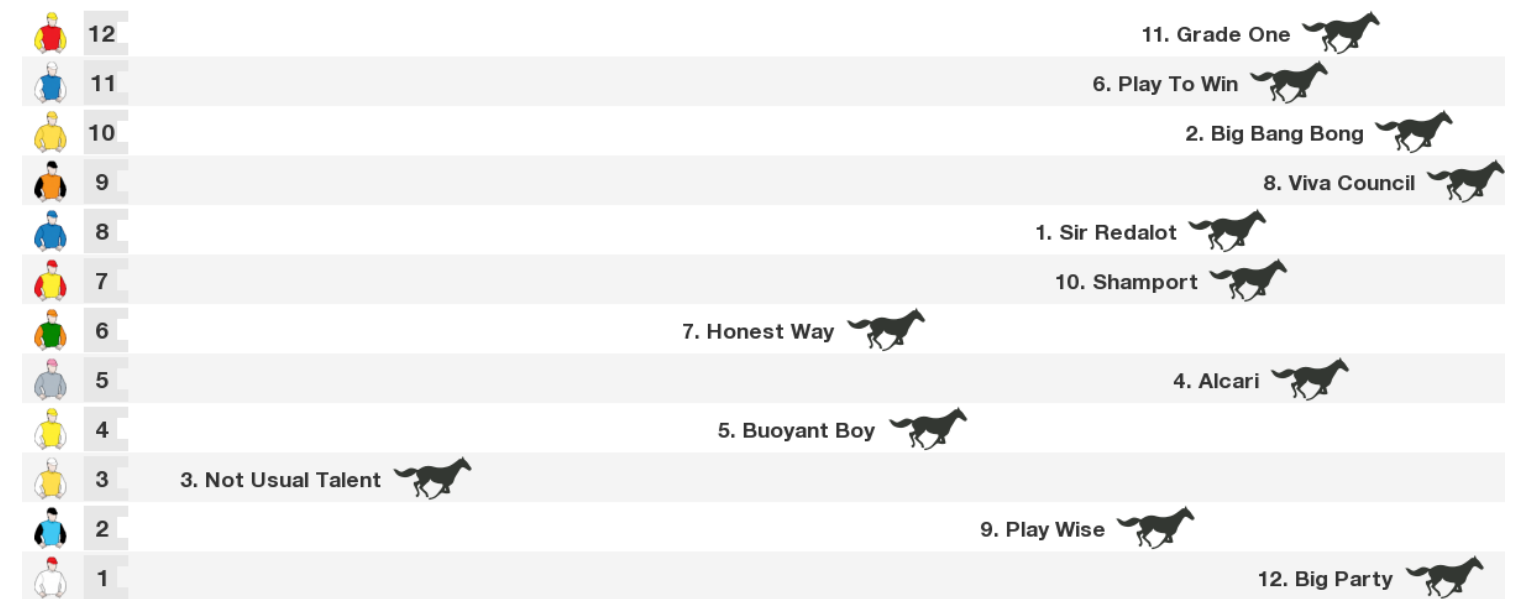 12 11. Grade One
11 6. Play To Win
10 2. Big Bang Bong
9 8. Viva Council
8 1. Sir Redalot
7 10. Shamport
6 7. Honest Way
5 4. Alcari
4 5. Buoyant Boy
3 3. Not Usual Talent
2 9. Play Wise
1 12. Big Party